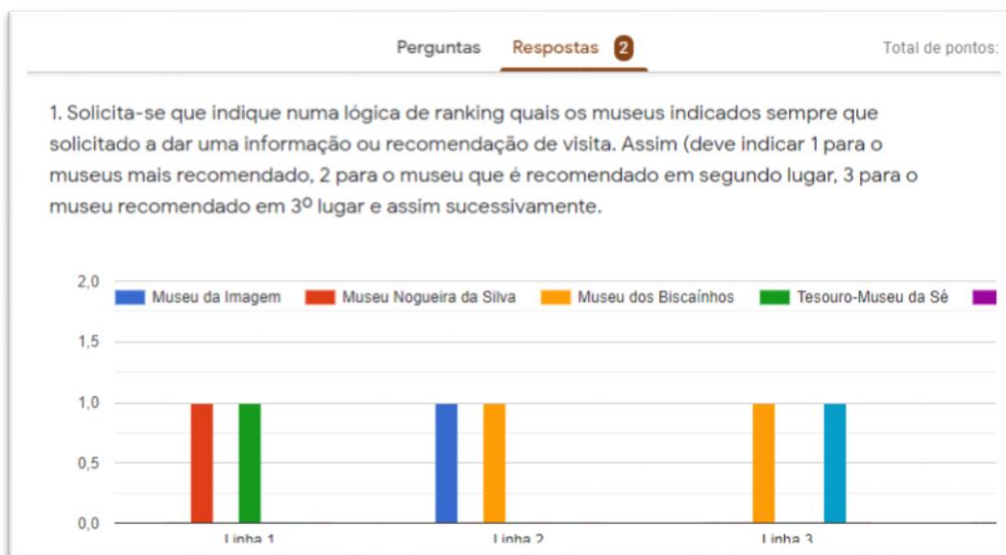 Perguntas Respostas 2 Total de pontos:
1. Solicita-se que indique numa lógica de ranking quais os museus indicados sempre que
solicitado a dar uma informação ou recomendação de visita. Assim (deve indicar 1 para o
museus mais recomendado, 2 para o museu que é recomendado em segundo lugar, 3 para o
museu recomendado em 3º lugar e assim sucessivamente.
2,0
Museu da Imagem Museu Nogueira da Silva Museu dos Biscaínhos Tesouro-Museu da Sé
1,5
1,0
0,5
0,0
Linha 1 Linha 2 Linha 3